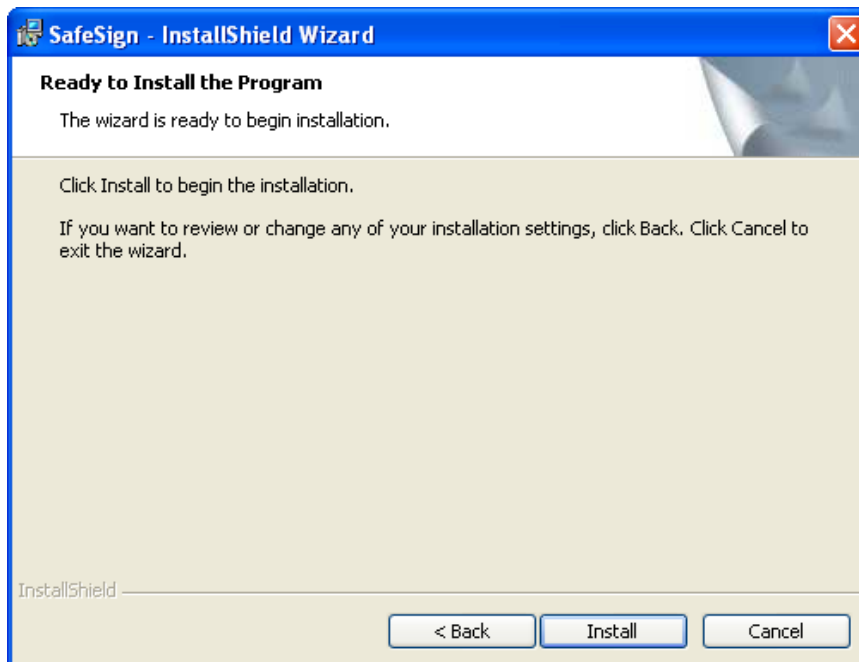 SafeSign - InstallShield Wizard
Ready to Install the Program
The wizard is ready to begin installation.
Click Install to begin the installation.
If you want to review or change any of your installation settings, click Back. Click Cancel to
exit the wizard.
InstallShield
< Back Install Cancel